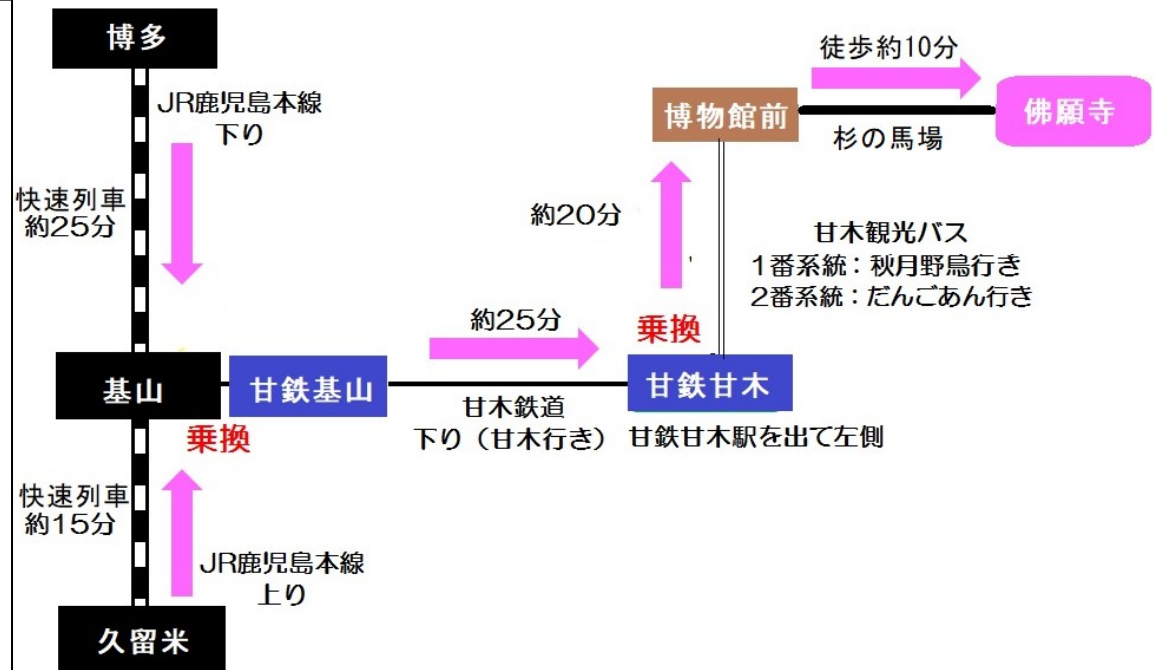 博多
JR鹿児島本線
下り
快速列車
約25分
徒歩約10分
博物館前
佛願寺
杉の馬場
約20分
甘木観光バス
1番系統：秋月野鳥行き
2番系統：だんごあん行き
乗換
約25分
基山
甘鉄基山
甘鉄甘木
乗換
甘木鉄道
下り（甘木行き）
甘鉄甘木駅を出て左側
快速列車
約15分
JR鹿児島本線
上り
久留米